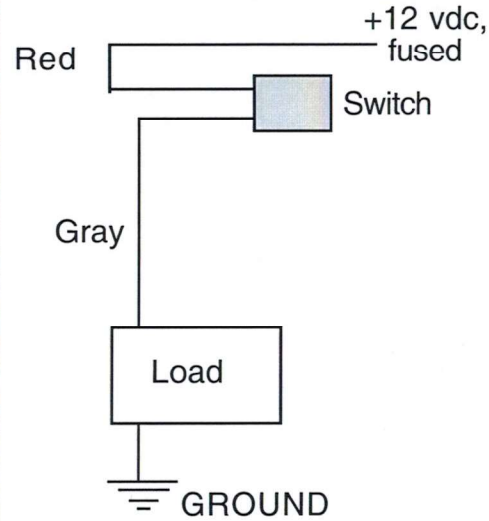 +12 vdc,
fused
Red
Switch
Gray
Load
GROUND